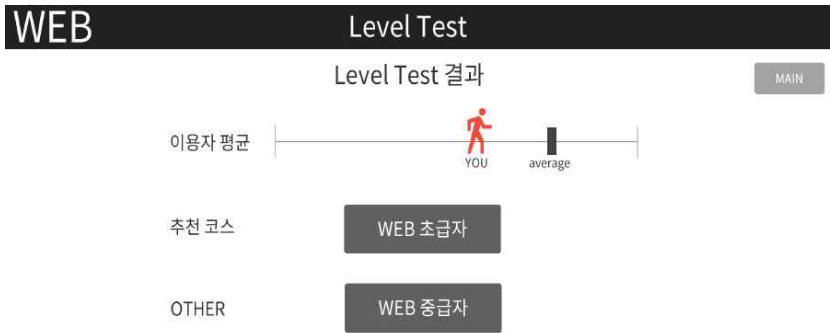 WEB Level Test
Level Test 결과
MAIN
이용자 평균
YOU
average
추천 코스
WEB 초급자
OTHER
WEB 중급자